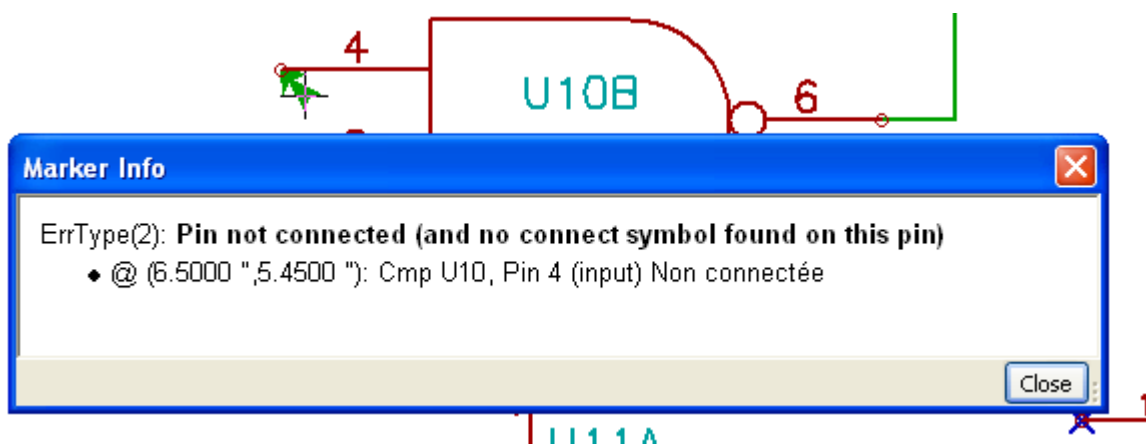 4
U10B
6
Marker Info
ErrType(2): Pin not connected (and no connect symbol found on this pin)
● @ (6.5000 ",5.4500 "): Cmp U10, Pin 4 (input) Non connectée
Close
U11A